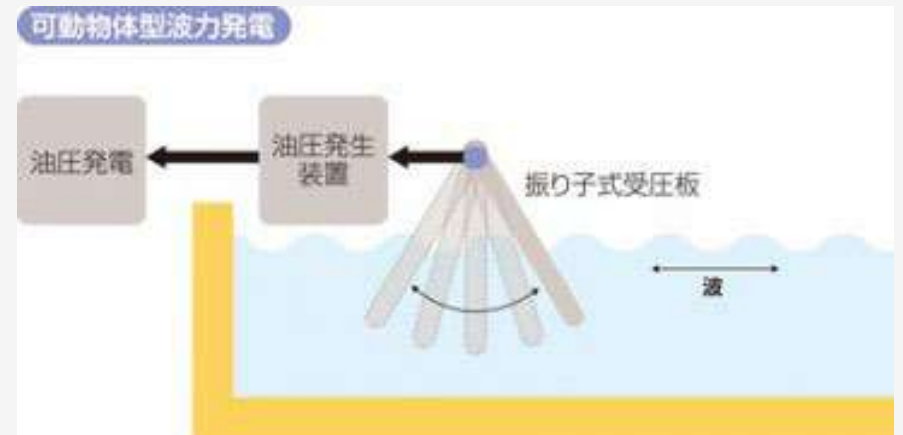 可動物体型波力発電
油圧発電
油圧発生
装置
振り子式受圧板
波